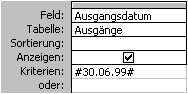 Feld: Ausgangsdatum
Tabelle: Ausgänge
Sortierung:
Anzeigen:
Kriterien: #30.06.99#
oder: